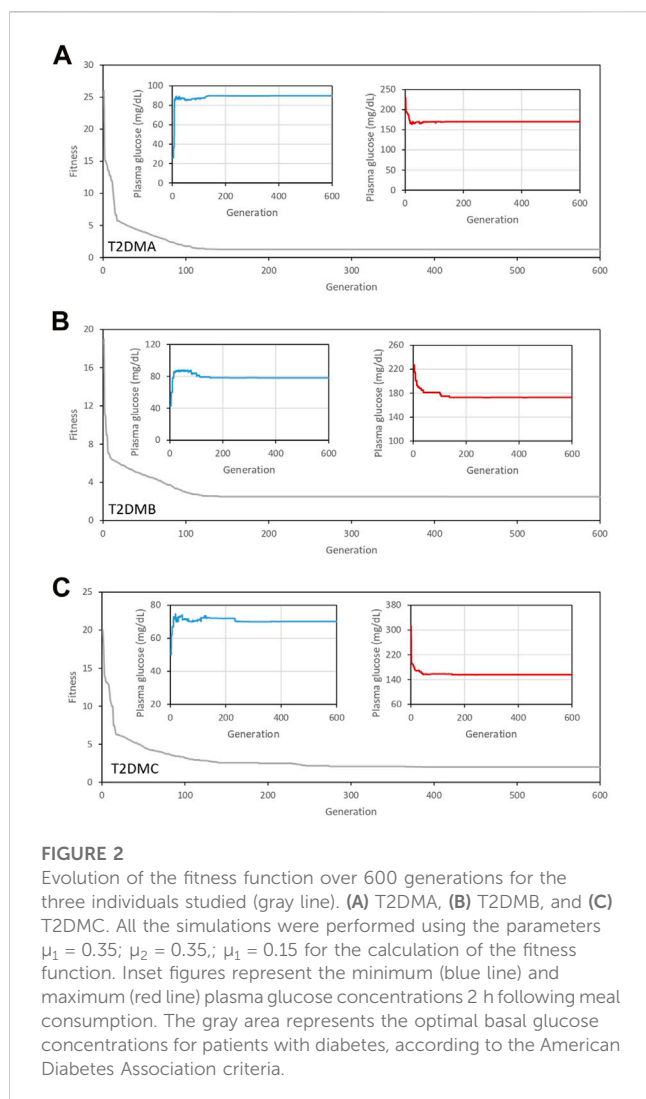 A
30
25
20
15
10
5
0
Fitness
0 100 200 300 400 500 600
Generation
T2DMA
100
80
60
40
20
0
Plasma glucose (mg/dL)
0 200 400 600
Generation
250
200
150
100
50
0
Plasma glucose (mg/dL)
0 200 400 600
Generation
B
20
16
12
8
4
0
Fitness
0 100 200 300 400 500 600
Generation
T2DMB
120
80
40
0
Plasma glucose (mg/dL)
0 200 400 600
Generation
260
220
180
140
100
Plasma glucose (mg/dL)
0 200 400 600
Generation
C
25
20
15
10
5
0
Fitness
0 100 200 300 400 500 600
Generation
T2DMC
80
60
40
20
Plasma glucose (mg/dL)
0 200 400 600
Generation
380
300
220
140
60
Plasma glucose (mg/dL)
0 200 400 600
Generation
FIGURE 2
Evolution of the fitness function over 600 generations for the
three individuals studied (gray line). (A) T2DMA, (B) T2DMB, and (C)
T2DMC. All the simulations were performed using the parameters
μ₁ = 0.35; μ₂ = 0.35,; μ₁ = 0.15 for the calculation of the fitness
function. Inset figures represent the minimum (blue line) and
maximum (red line) plasma glucose concentrations 2 h following meal
consumption. The gray area represents the optimal basal glucose
concentrations for patients with diabetes, according to the American
Diabetes Association criteria.